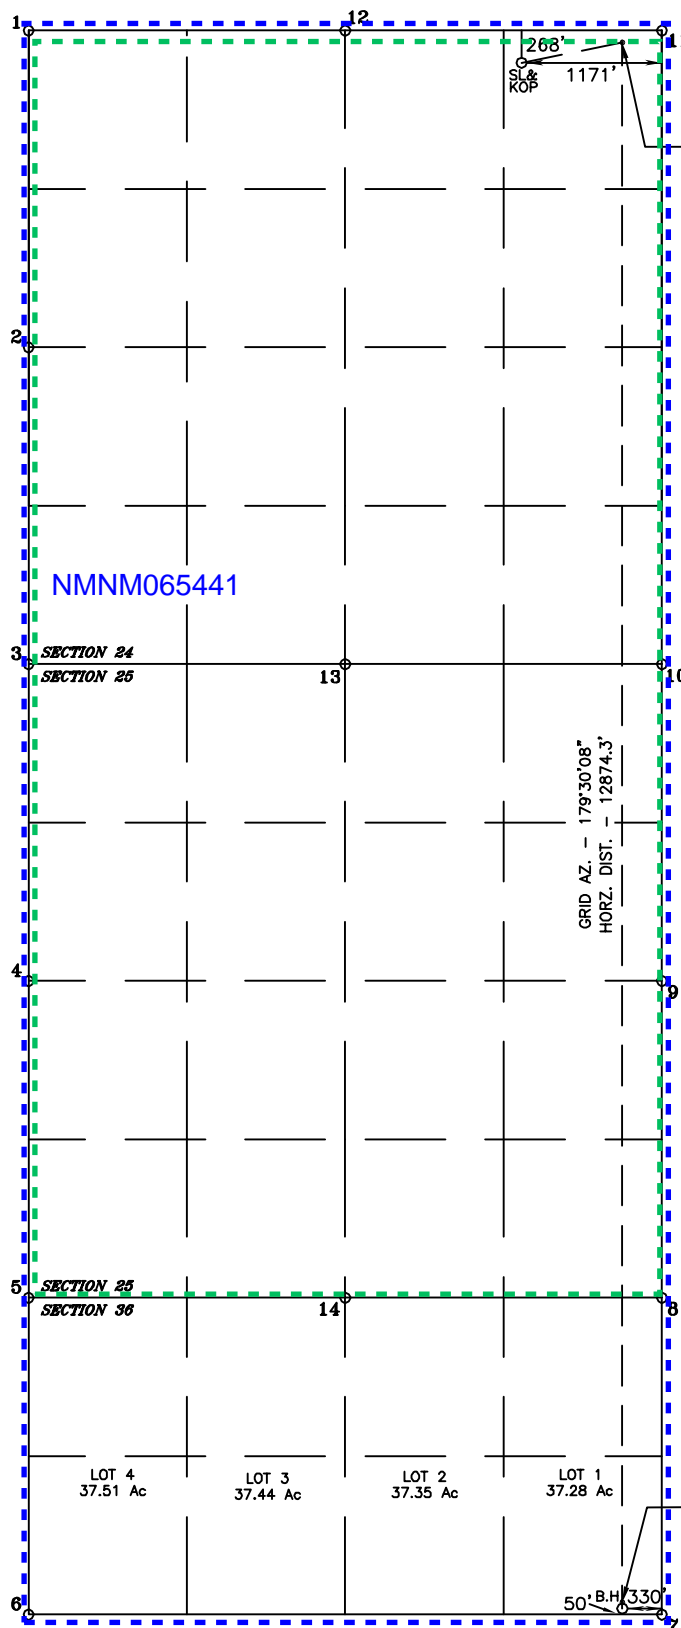 1
12
268'
1171'
SL&
KOP
2
NMNM065441
3
SECTION 24
13
10
SECTION 25
GRID AZ. - 179°30'08"
HORZ. DIST. - 12874.3'
4
9
5
SECTION 25
SECTION 36
14
8
LOT 4
37.51 Ac
LOT 3
37.44 Ac
LOT 2
37.35 Ac
LOT 1
37.28 Ac
6
50'
B.H.
330'
7